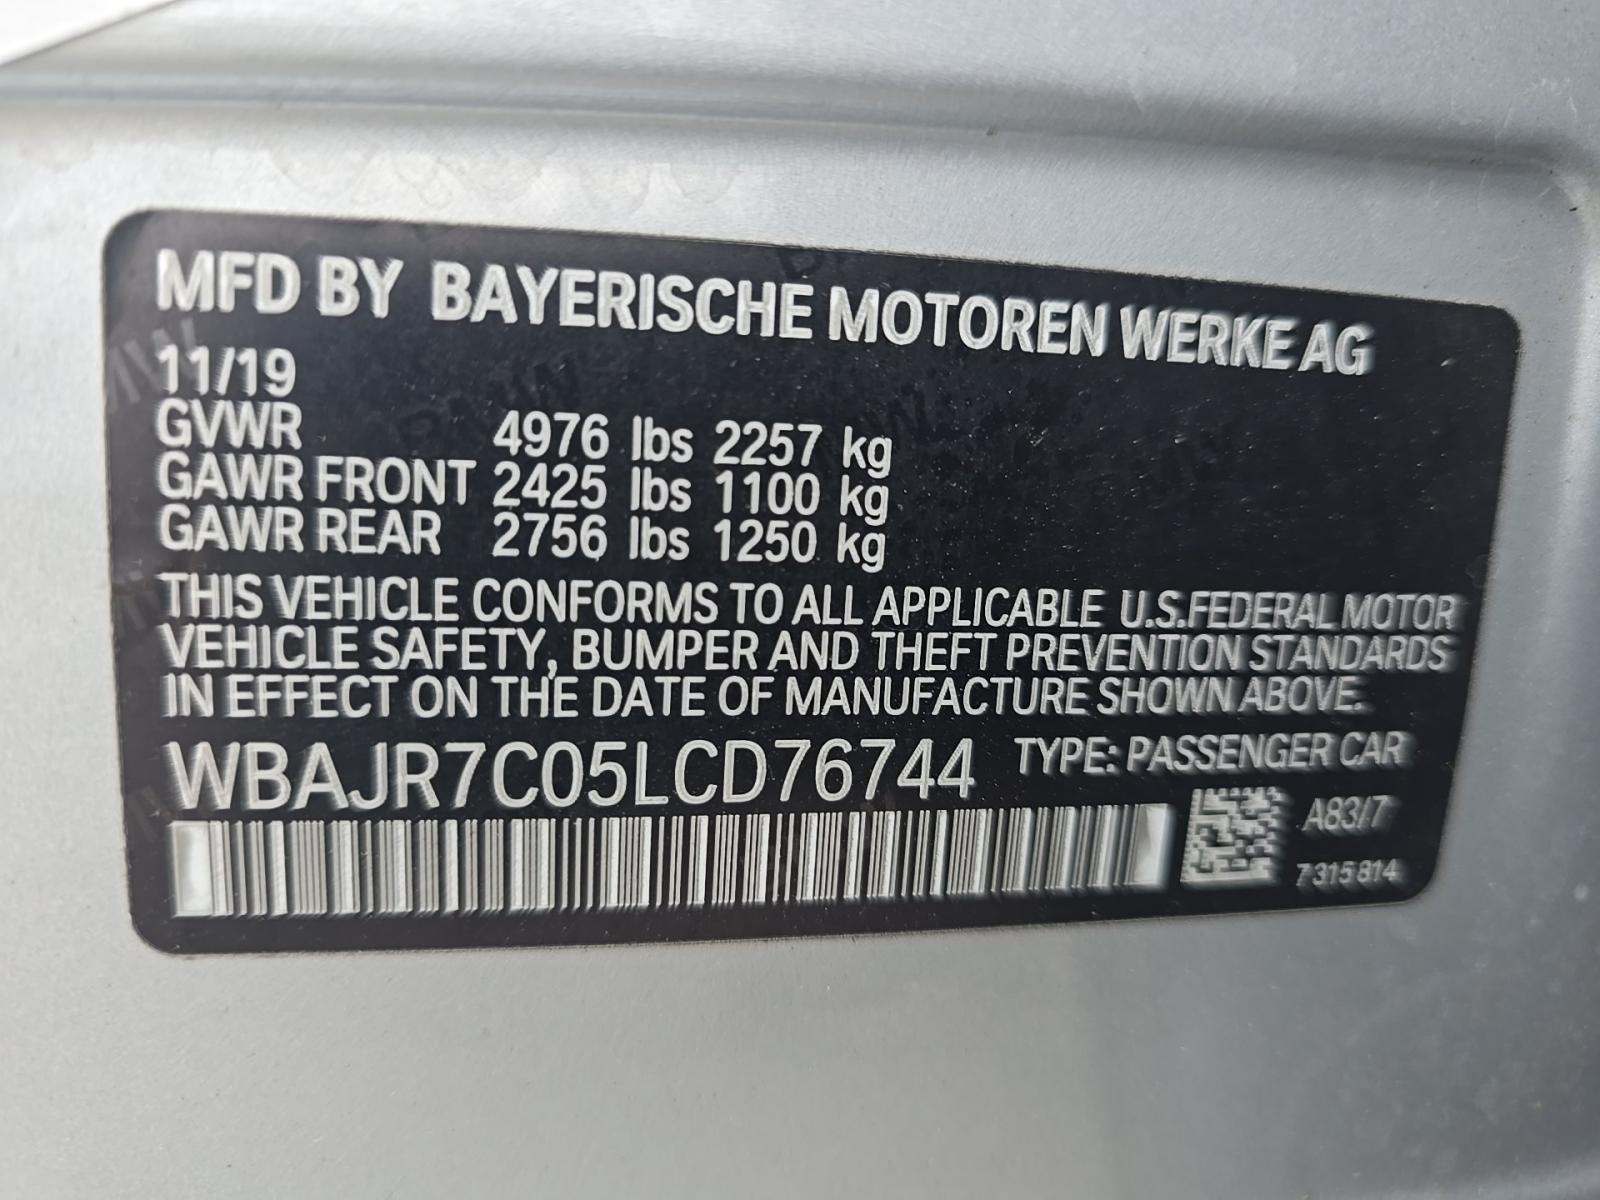 MFD BY BAYERISCHE MOTOREN WERKE AG
11/19
GVWR 4976 lbs 2257 kg
GAWR FRONT 2425 lbs 1100 kg
GAWR REAR 2756 lbs 1250 kg
THIS VEHICLE CONFORMS TO ALL APPLICABLE U.S.FEDERAL MOTOR
VEHICLE SAFETY, BUMPER AND THEFT PREVENTION STANDARDS
IN EFFECT ON THE DATE OF MANUFACTURE SHOWN ABOVE.
WBAJR7C05LCD76744 TYPE: PASSENGER CAR
A83/7
7 315 814